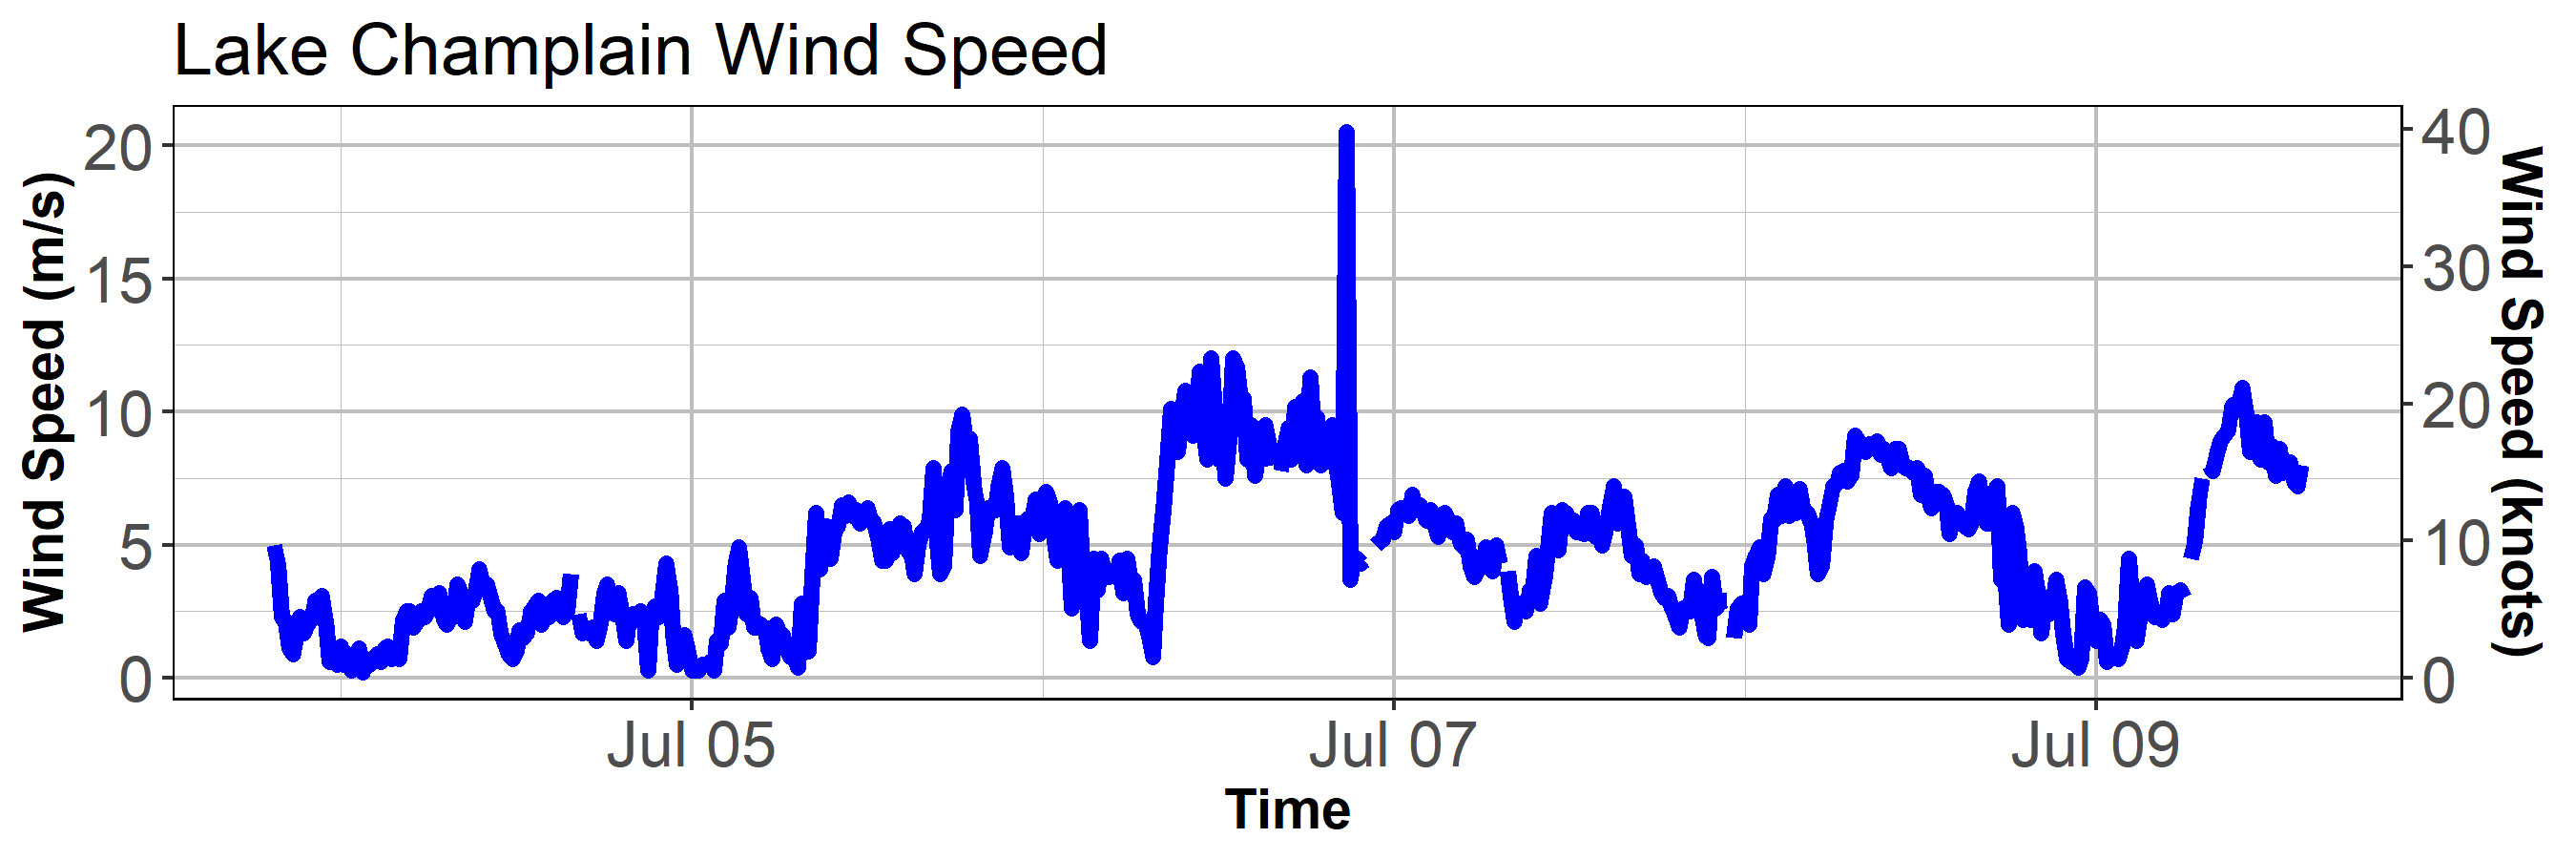 Lake Champlain Wind Speed
Wind Speed (m/s)
20
15
10
5
0
40
30
20
10
0
Wind Speed (knots)
Jul 05
Jul 07
Jul 09
Time